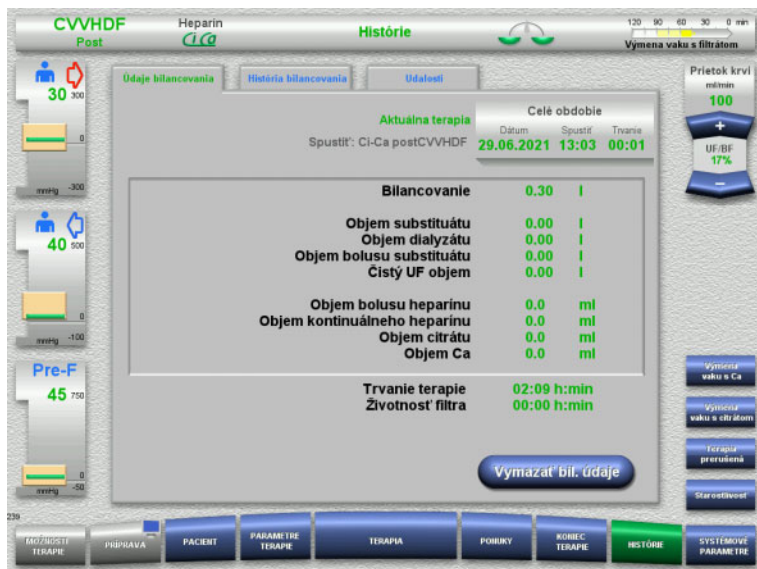 CVVHDF
Post
Heparin
Ci Ca
Histórie
120 90 60 30 0 min
Výmena vaku s filtrátom
30
300
0
mmHg -300
40
500
0
mmHg -100
Pre-F
45
750
0
mmHg -50
Údaje bilancovania
História bilancovania
Udalosti
Aktuálna terapia
Spustiť: Ci-Ca postCVVHDF
Celé obdobie
Dátum Spustiť Trvanie
29.06.2021 13:03 00:01
Bilancovanie 0.30 l
Objem substituátu 0.00 l
Objem dialyzátu 0.00 l
Objem bolusu substituátu 0.00 l
Čistý UF objem 0.00 l
Objem bolusu heparínu 0.0 ml
Objem kontinuálneho heparínu 0.0 ml
Objem citrátu 0.0 ml
Objem Ca 0.0 ml
Trvanie terapie 02:09 h:min
Životnosť filtra 00:00 h:min
Vymazať bil. údaje
Prietok krvi
ml/min
100
+
UF/BF
17%
−
Výmena
vaku s Ca
Výmena
vaku s citrátom
Terapia
prerušená
Starostlivosť
239
MOŽNOSTI
TERAPIE
PRÍPRAVA
PACIENT
PARAMETRE
TERAPIE
TERAPIA
PONUKY
KONIEC
TERAPIE
HISTÓRIE
SYSTÉMOVÉ
PARAMETRE